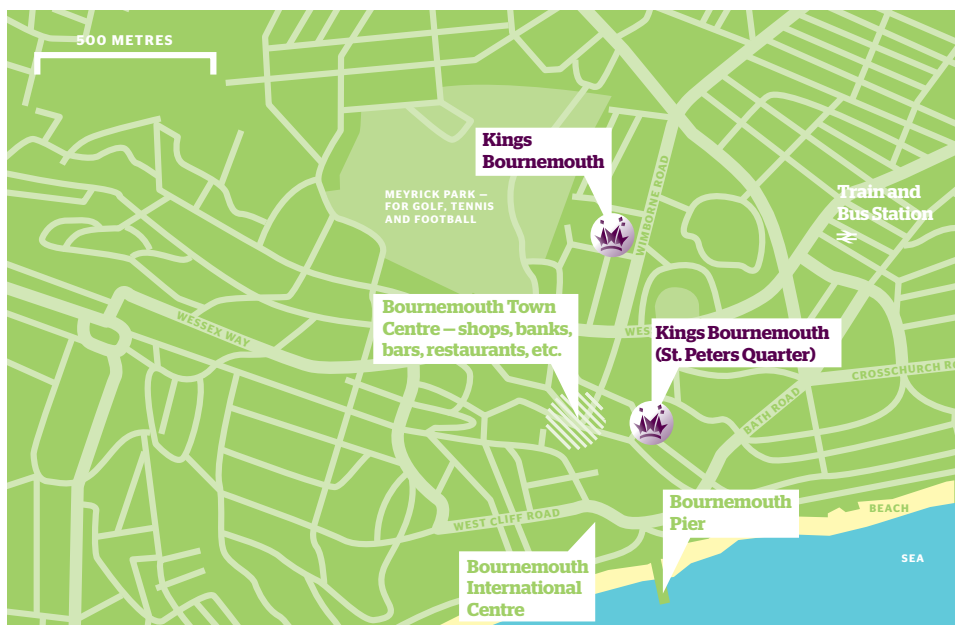 500 METRES
Kings
Bournemouth
MEYRICK PARK —
FOR GOLF, TENNIS
AND FOOTBALL
WIMBORNE ROAD
Train and
Bus Station
Bournemouth Town
Centre — shops, banks,
bars, restaurants, etc.
WESSEX WAY
WES
Kings Bournemouth
(St. Peters Quarter)
CROSSCHURCH RO
BATH ROAD
WEST CLIFF ROAD
Bournemouth
Pier
BEACH
SEA
Bournemouth
International
Centre